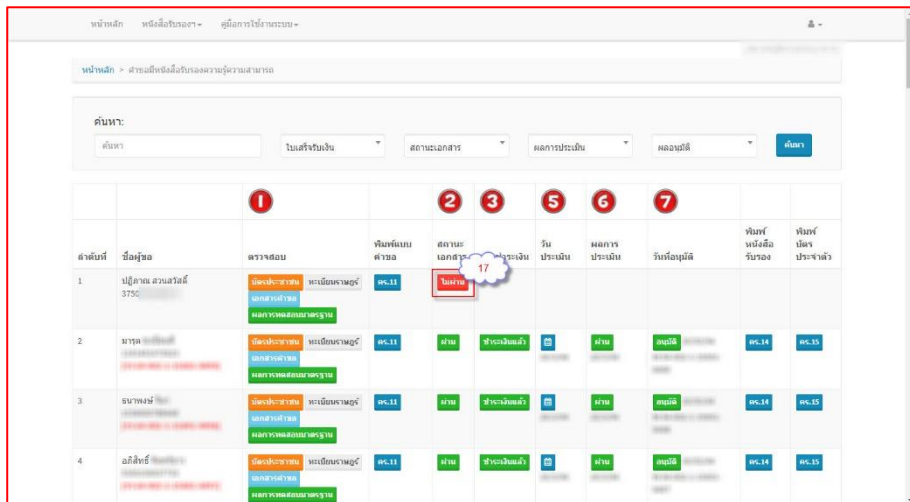 หน้าหลัก หนังสือรับรองฯ คู่มือการใช้งานระบบ
หน้าหลัก > คำขอมีหนังสือรับรองความรู้ความสามารถ
ค้นหา:
ค้นหา ใบเสร็จรับเงิน สถานะเอกสาร ผลการประเมิน ผลอนุมัติ ค้นหา
1 2 3 5 6 7
ลำดับที่ ชื่อผู้ขอ ตรวจสอบ พิมพ์แบบ คำขอ สถานะ เอกสาร วัน ประเมิน ผลการ ประเมิน วันที่อนุมัติ พิมพ์ หนังสือ รับรอง พิมพ์ บัตร ประจำตัว
17
1 ปฏิภาณ สวนสวัสดิ์ บัตรประชาชน ทะเบียนราษฎร์ คร.11 ไม่ผ่าน
3750 เอกสารคำขอ
ผลการทดสอบมาตรฐาน
2 มารุต บัตรประชาชน ทะเบียนราษฎร์ คร.11 ผ่าน ชำระเงินแล้ว ผ่าน อนุมัติ คร.14 คร.15
เอกสารคำขอ
ผลการทดสอบมาตรฐาน
3 ธนาพงษ์ บัตรประชาชน ทะเบียนราษฎร์ คร.11 ผ่าน ชำระเงินแล้ว ผ่าน อนุมัติ คร.14 คร.15
เอกสารคำขอ
ผลการทดสอบมาตรฐาน
4 อภิสิทธิ์ บัตรประชาชน ทะเบียนราษฎร์ คร.11 ผ่าน ชำระเงินแล้ว ผ่าน อนุมัติ คร.14 คร.15
เอกสารคำขอ
ผลการทดสอบมาตรฐาน